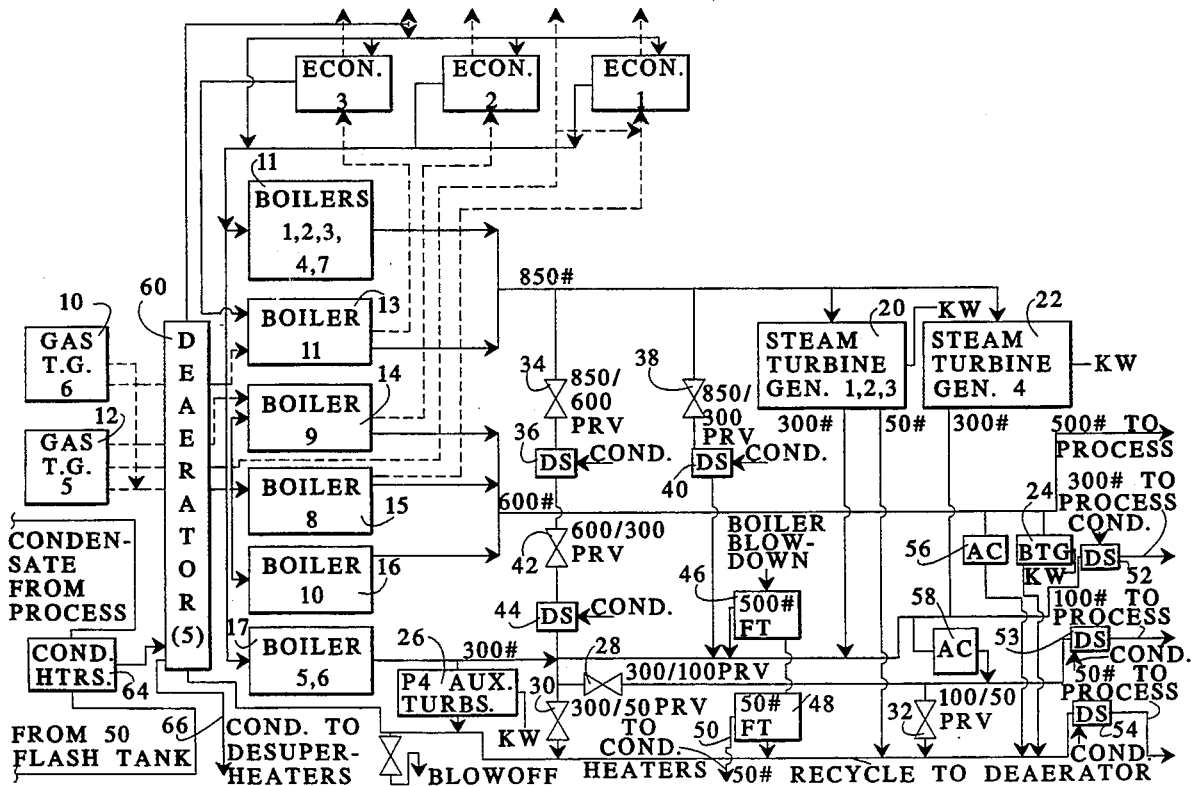 ECON.
3
ECON.
2
ECON.
1
11
BOILERS
1,2,3,
4,7
850#
60
10
GAS
T.G.
6
12
GAS
T.G.
5
DEAERATOR
(5)
13
BOILER
11
14
BOILER
9
BOILER
8
15
BOILER
10
16
17
BOILER
5,6
34
850/
600
PRV
36
DS
COND.
38
850/
300
PRV
DS
COND.
40
20
STEAM
TURBINE
GEN. 1,2,3
KW
22
STEAM
TURBINE
GEN. 4
KW
300#
50#
300#
500# TO
PROCESS
600#
600/300
PRV
42
BOILER
BLOW-
DOWN
46
500#
FT
44
DS
COND.
56
AC
24
BTG
KW
300# TO
PROCESS
COND.
DS
52
58
AC
100# TO
PROCESS
53
DS
COND.
50# TO
PROCESS
DS
54
COND.
CONDEN-
SATE
FROM
PROCESS
COND.
HTRS.
64
FROM 50
FLASH TANK
66
COND. TO
DESUPER-
HEATERS
BLOWOFF
26
300#
P4 AUX.
TURBS.
KW
28
300/100PRV
30
300/50 PRV
TO
COND.
HEATERS
50
50#
FT
48
50#
32
100/50
PRV
RECYCLE TO DEAERATOR